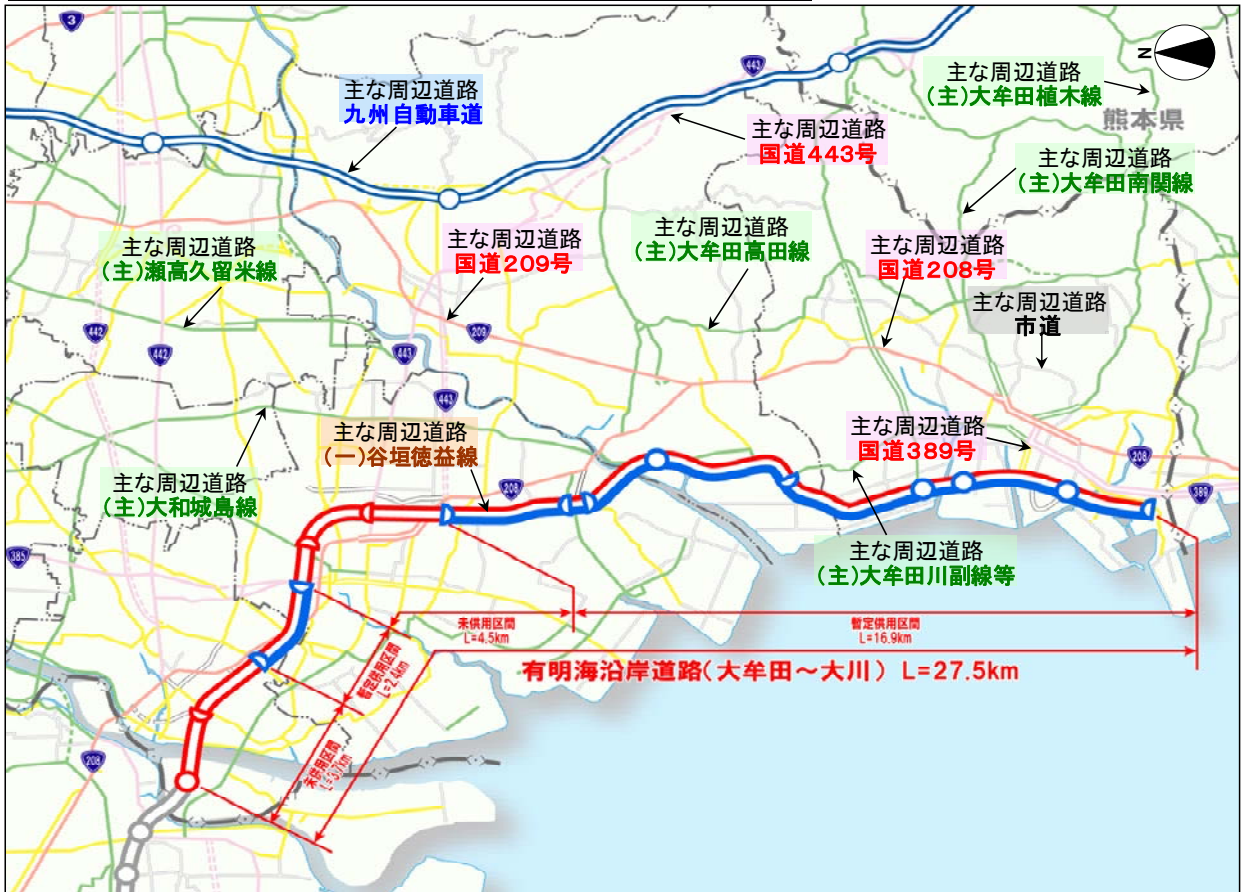 3
N
443
主な周辺道路
(主)大牟田植木線
熊本県
主な周辺道路
九州自動車道
主な周辺道路
国道443号
主な周辺道路
(主)大牟田南関線
主な周辺道路
(主)瀬高久留米線
主な周辺道路
国道209号
主な周辺道路
(主)大牟田高田線
主な周辺道路
国道208号
主な周辺道路
市道
442
442
209
443
443
主な周辺道路
(一)谷垣徳益線
主な周辺道路
国道389号
208
主な周辺道路
(主)大和城島線
208
389
385
主な周辺道路
(主)大牟田川副線等
未供用区間
L=4.5km
暫定供用区間
L=16.9km
暫定供用区間
L=2.4km
有明海沿岸道路(大牟田～大川) L=27.5km
未供用区間
L=3.7km
208